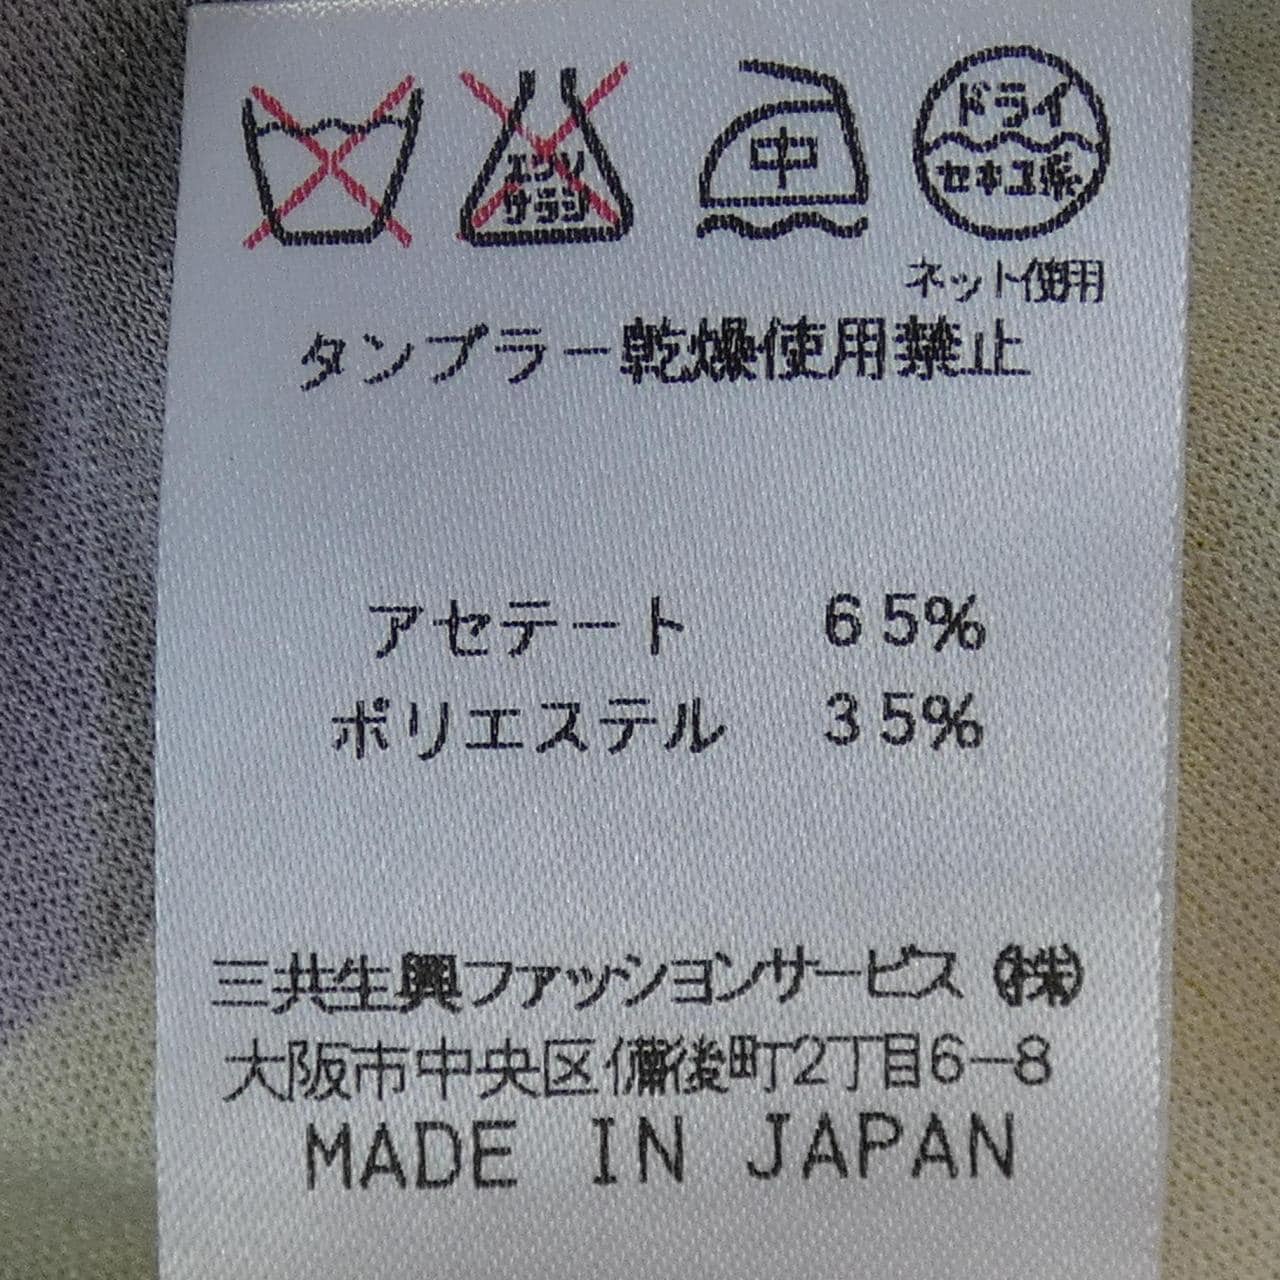 エンソ
サラシ
中
ドライ
セキユ系
ネット使用
タンブラー乾燥使用禁止
アセテート 65%
ポリエステル 35%
三共生興ファッションサービス㈱
大阪市中央区備後町2丁目6-8
MADE IN JAPAN